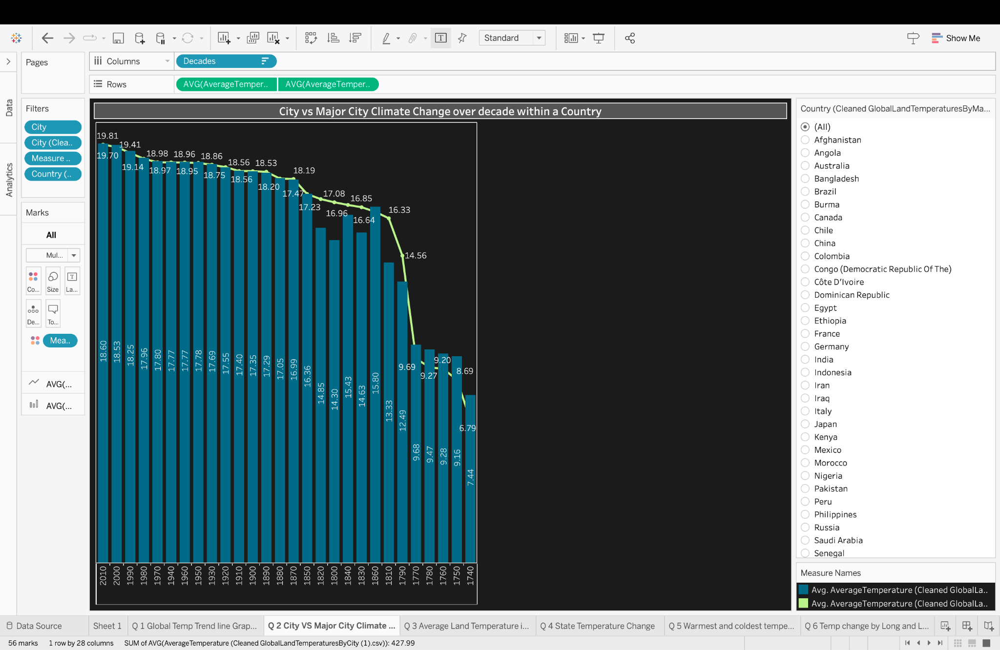 Standard
Show Me
Data
Analytics
Pages
Filters
City
City (Clea..
Measure ..
Country (..
Marks
All
Mul...
Co...
Size
La...
De...
To...
Mea..
AVG(...
AVG(...
Columns
Decades
Rows
AVG(AverageTemper..
AVG(AverageTemper..
City vs Major City Climate Change over decade within a Country
19.81
19.70
19.41
19.14
18.98
18.97
18.96
18.95
18.86
18.75
18.56
18.56
18.53
18.20
18.19
17.47
17.23
17.08
16.96
16.85
16.64
16.33
14.56
9.69
9.27
9.20
8.69
6.79
18.60
18.53
18.25
17.96
17.80
17.77
17.77
17.78
17.69
17.55
17.40
17.35
17.29
17.05
16.99
16.36
14.85
14.30
15.43
14.63
15.80
13.33
12.49
9.68
9.47
9.28
9.16
7.44
2010
2000
1990
1980
1970
1940
1960
1950
1930
1920
1910
1900
1890
1880
1870
1850
1820
1800
1840
1830
1860
1810
1790
1770
1780
1760
1750
1740
Country (Cleaned GlobalLandTemperaturesByMa...
(All)
Afghanistan
Angola
Australia
Bangladesh
Brazil
Burma
Canada
Chile
China
Colombia
Congo (Democratic Republic Of The)
Côte D'Ivoire
Dominican Republic
Egypt
Ethiopia
France
Germany
India
Indonesia
Iran
Iraq
Italy
Japan
Kenya
Mexico
Morocco
Nigeria
Pakistan
Peru
Philippines
Russia
Saudi Arabia
Senegal
Measure Names
Avg. AverageTemperature (Cleaned GlobalLa..
Avg. AverageTemperature (Cleaned GlobalLa..
Data Source
Sheet 1
Q 1 Global Temp Trend line Grap...
Q 2 City VS Major City Climate ...
Q 3 Average Land Temperature i...
Q 4 State Temperature Change
Q 5 Warmest and coldest tempe...
Q 6 Temp change by Long and L...
56 marks
1 row by 28 columns
SUM of AVG(AverageTemperature (Cleaned GlobalLandTemperaturesByCity (1).csv)): 427.99